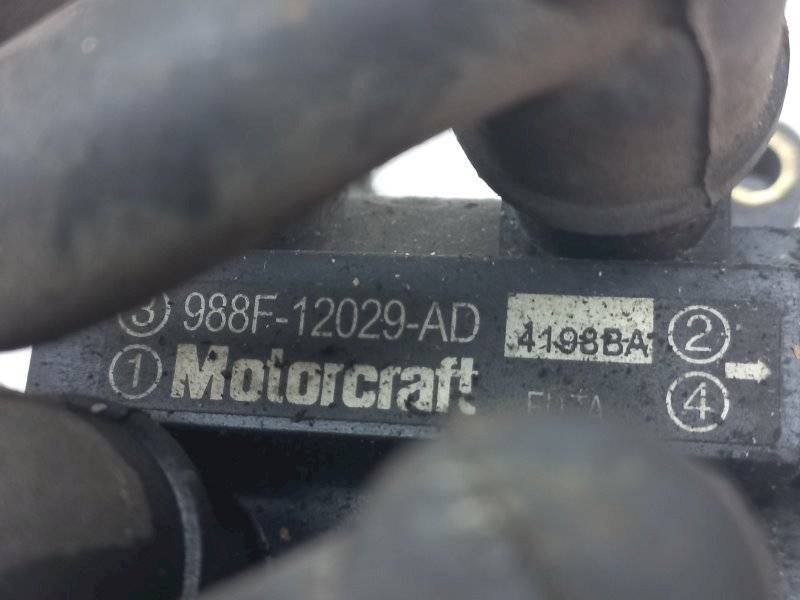 ③ 988F-12029-AD 4198BA ②
① Motorcraft ④